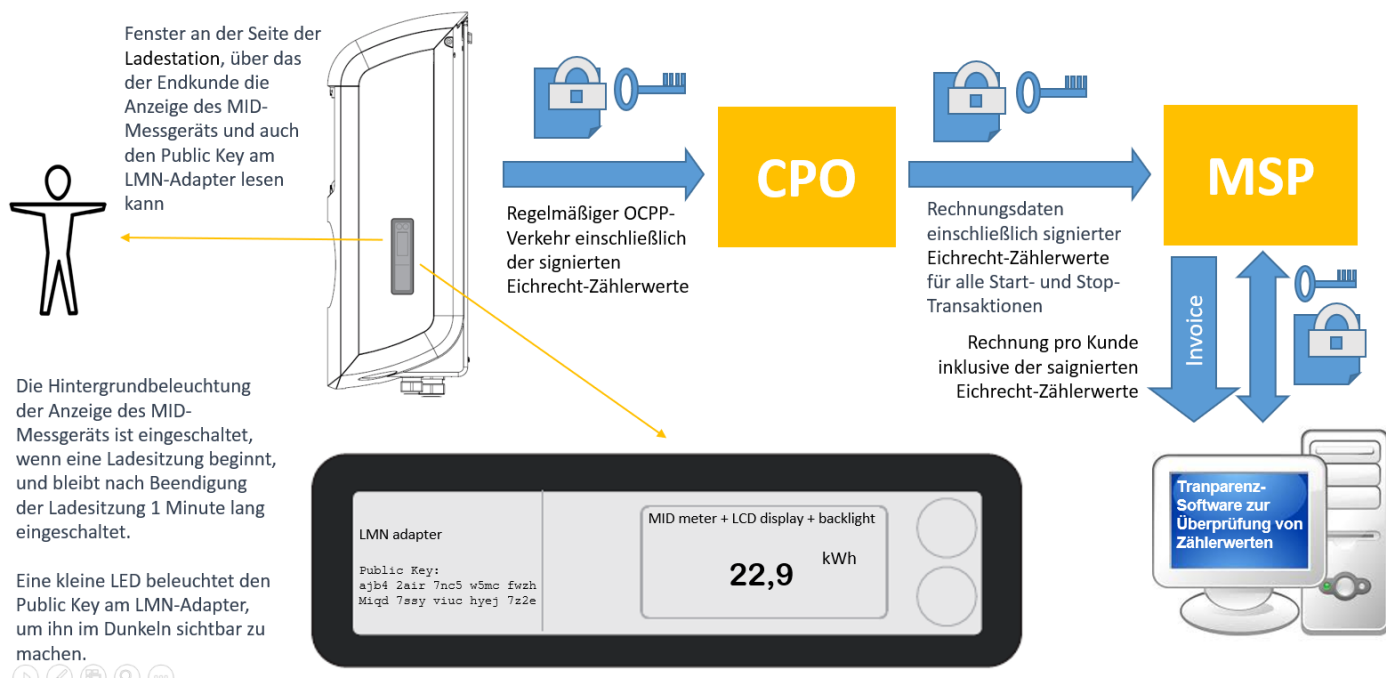 Fenster an der Seite der
Ladestation, über das
der Endkunde die
Anzeige des MID-
Messgeräts und auch
den Public Key am
LMN-Adapter lesen
kann
Regelmäßiger OCPP-
Verkehr einschließlich
der signierten
Eichrecht-Zählerwerte
CPO
Rechnungsdaten
einschließlich signierter
Eichrecht-Zählerwerte
für alle Start- und Stop-
Transaktionen
MSP
Invoice
Rechnung pro Kunde
inklusive der saignierten
Eichrecht-Zählerwerte
Die Hintergrundbeleuchtung
der Anzeige des MID-
Messgeräts ist eingeschaltet,
wenn eine Ladesitzung beginnt,
und bleibt nach Beendigung
der Ladesitzung 1 Minute lang
eingeschaltet.
Eine kleine LED beleuchtet den
Public Key am LMN-Adapter,
um ihn im Dunkeln sichtbar zu
machen.
LMN adapter
Public Key:
ajb4 2air 7nc5 w5mc fwzh
Miqd 7ssy viuc hyej 7z2e
MID meter + LCD display + backlight
22,9 kWh
Tranparenz-
Software zur
Überprüfung von
Zählerwerten